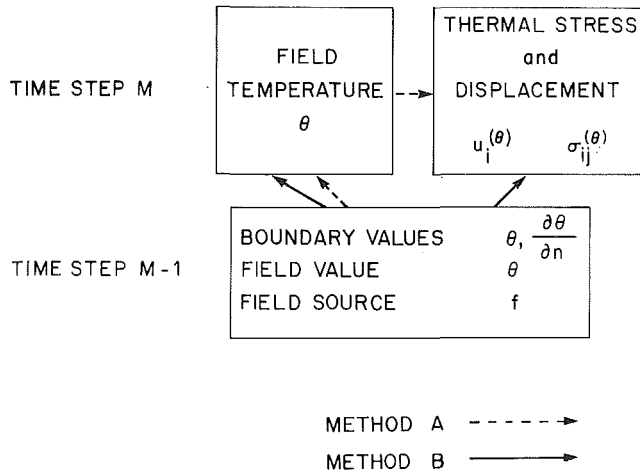 TIME STEP M
FIELD
TEMPERATURE
θ
THERMAL STRESS
and
DISPLACEMENT
u_i^(θ) σ_ij^(θ)
TIME STEP M-1
BOUNDARY VALUES θ, ∂θ/∂n
FIELD VALUE θ
FIELD SOURCE f
METHOD A
METHOD B